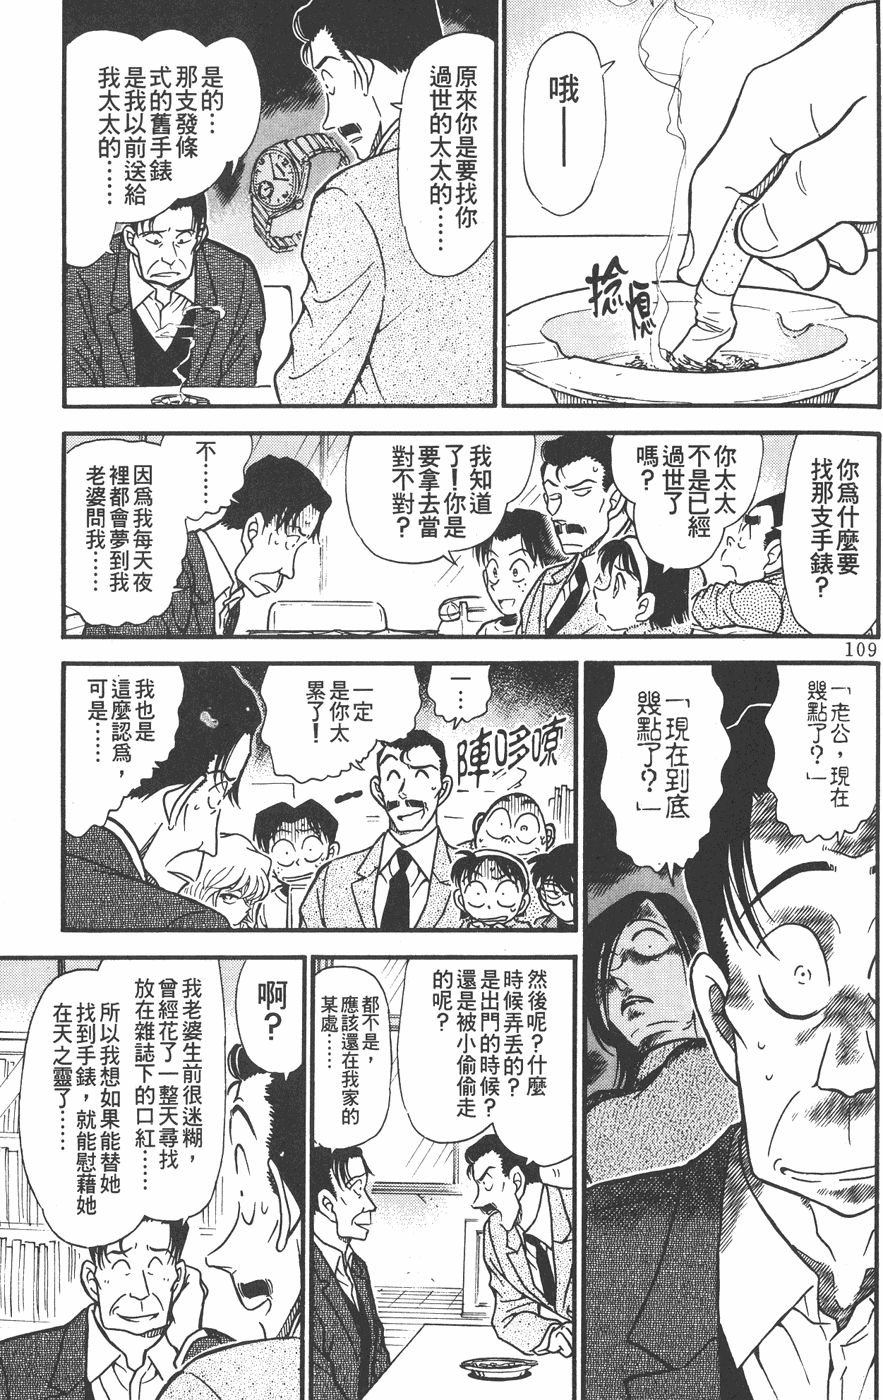 哦——
捻
熄
原來你是要找你
過世的太太的……
是的…
那支發條
式的舊手錶
是我以前送給
我太太的……
你為什麼要
找那支手錶？
你太太
不是已經
過世了
嗎？
我知道
了！你是
要拿去當
對不對？
不……
因為我每天夜
裡都會夢到我
老婆問我……
109
「老公，現在
幾點了？」
「現在到底
幾點了？」
嘹
哆
陣
一…
一定
是你太
累了！
我也是
這麼認為，
可是……
然後呢？什麼
時候弄丟的？
是出門的時候？
還是被小偷偷走
的呢？
都不是，
應該還在我家的
某處……
啊？
我老婆生前很迷糊，
曾經花了一整天尋找
放在雜誌下的口紅……
所以我想如果能替她
找到手錶，就能慰藉她
在天之靈了……